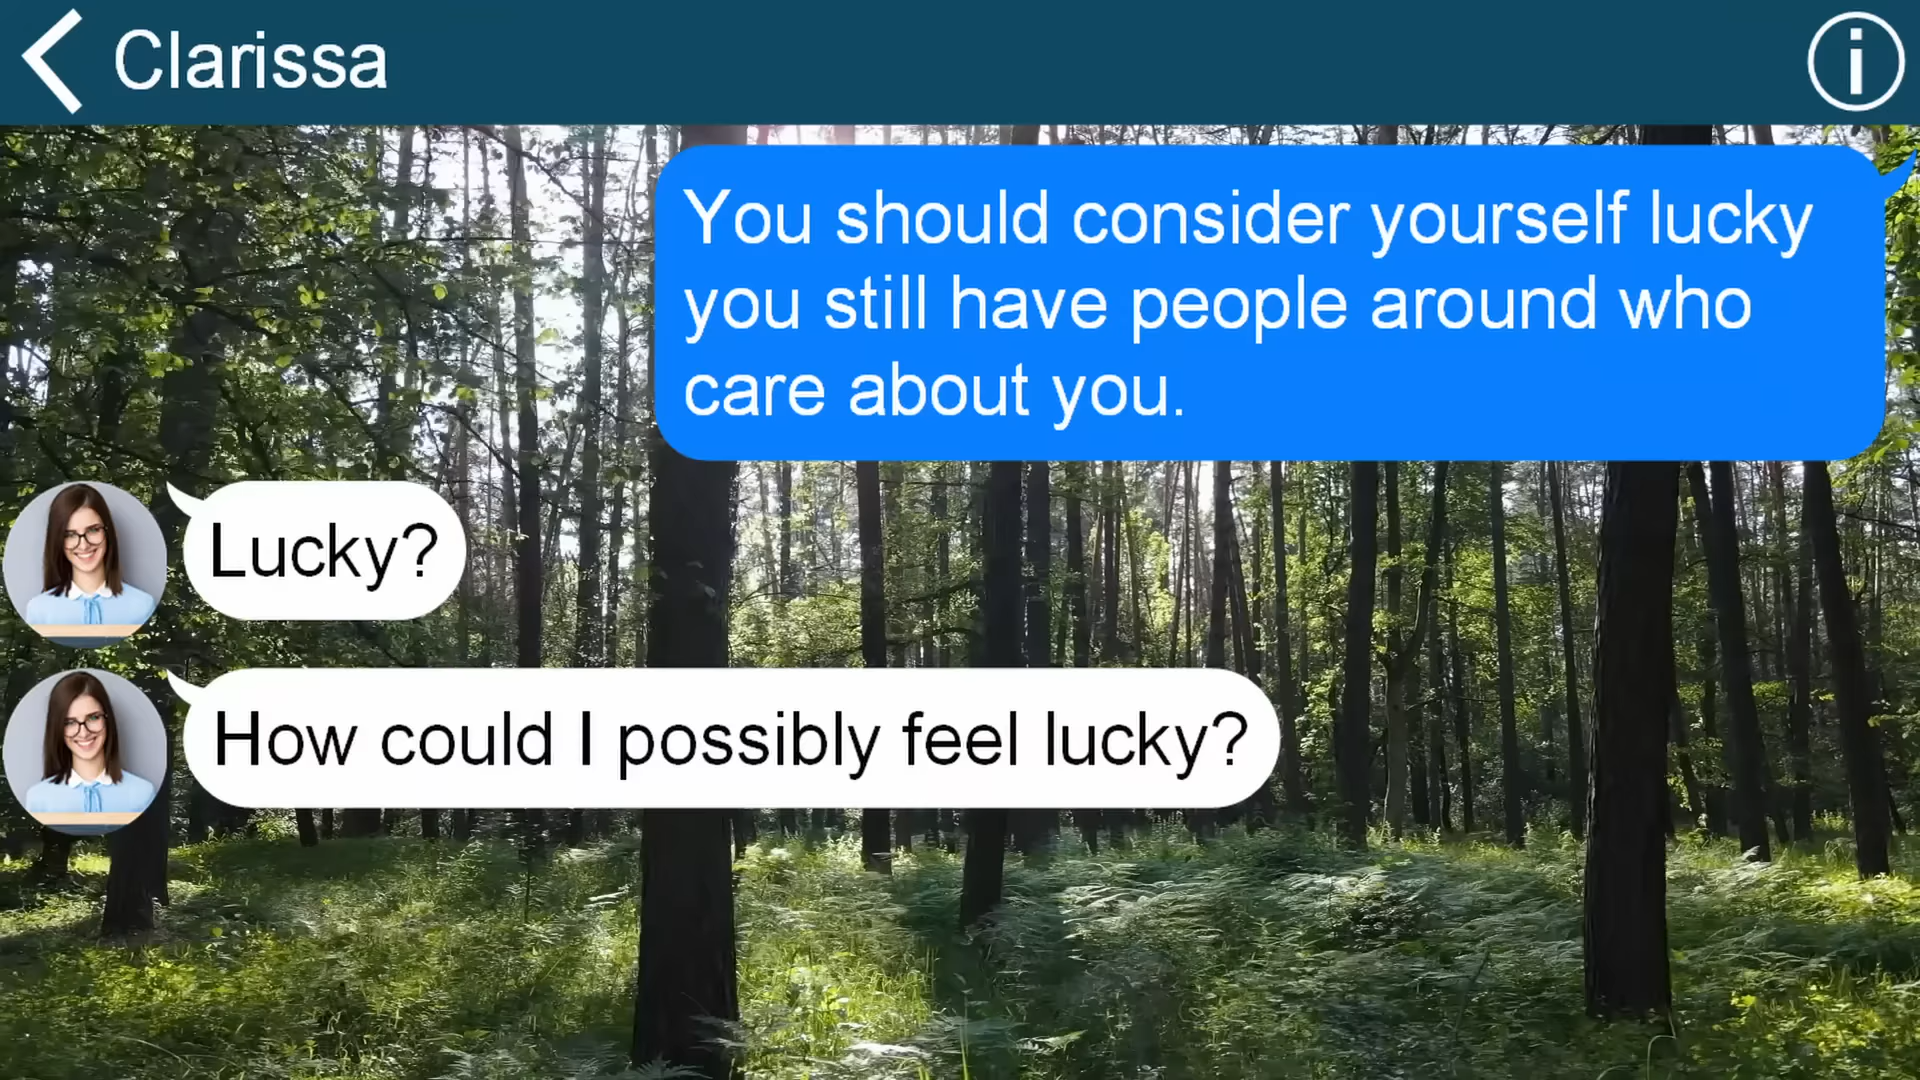 Clarissa
You should consider yourself lucky
you still have people around who
care about you.
Lucky?
How could I possibly feel lucky?